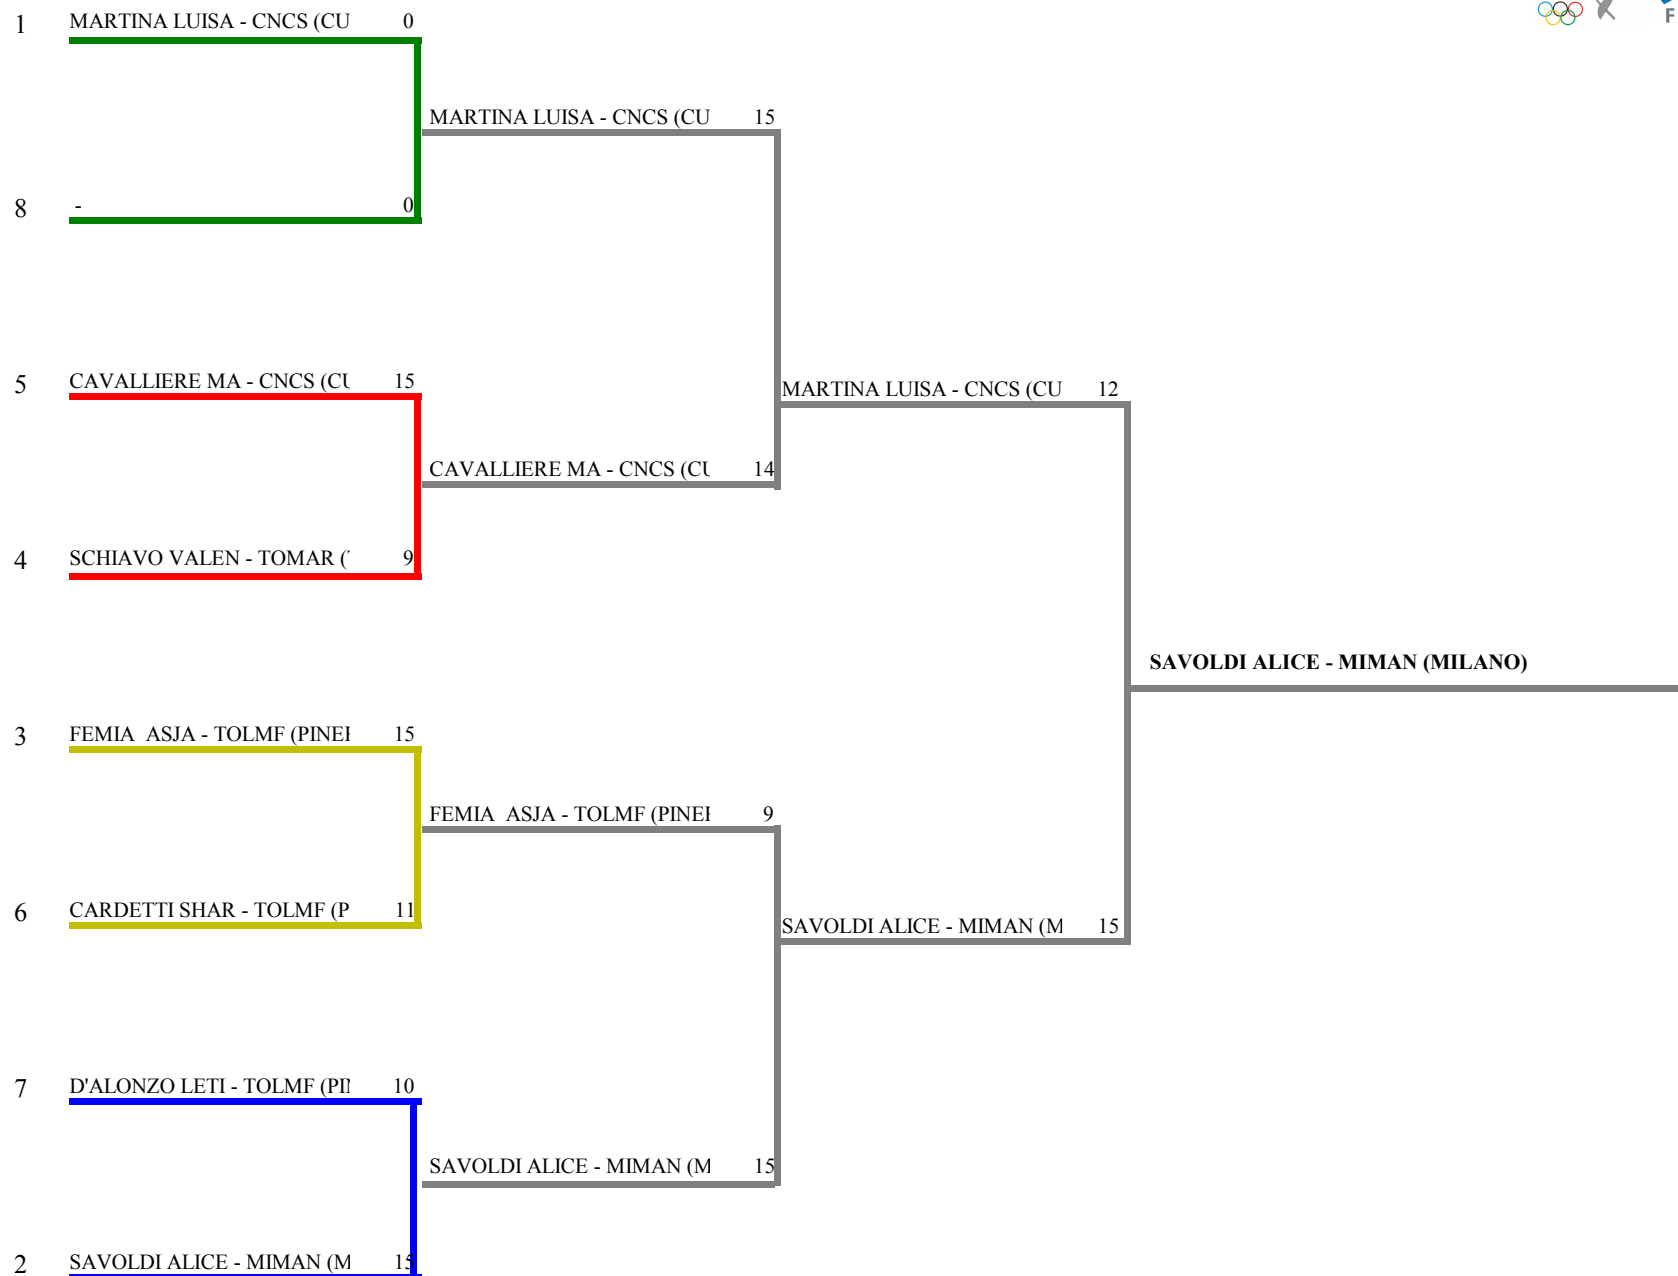 1 MARTINA LUISA - CNCS (CU 0
MARTINA LUISA - CNCS (CU 15
8 - 0
5 CAVALLIERE MA - CNCS (CU 15
MARTINA LUISA - CNCS (CU 12
CAVALLIERE MA - CNCS (CU 14
4 SCHIAVO VALEN - TOMAR ( 9
SAVOLDI ALICE - MIMAN (MILANO)
3 FEMIA ASJA - TOLMF (PINE 15
FEMIA ASJA - TOLMF (PINE 9
6 CARDETTI SHAR - TOLMF (P 11
SAVOLDI ALICE - MIMAN (M 15
7 D'ALONZO LETI - TOLMF (PI 10
SAVOLDI ALICE - MIMAN (M 15
2 SAVOLDI ALICE - MIMAN (M 15
F